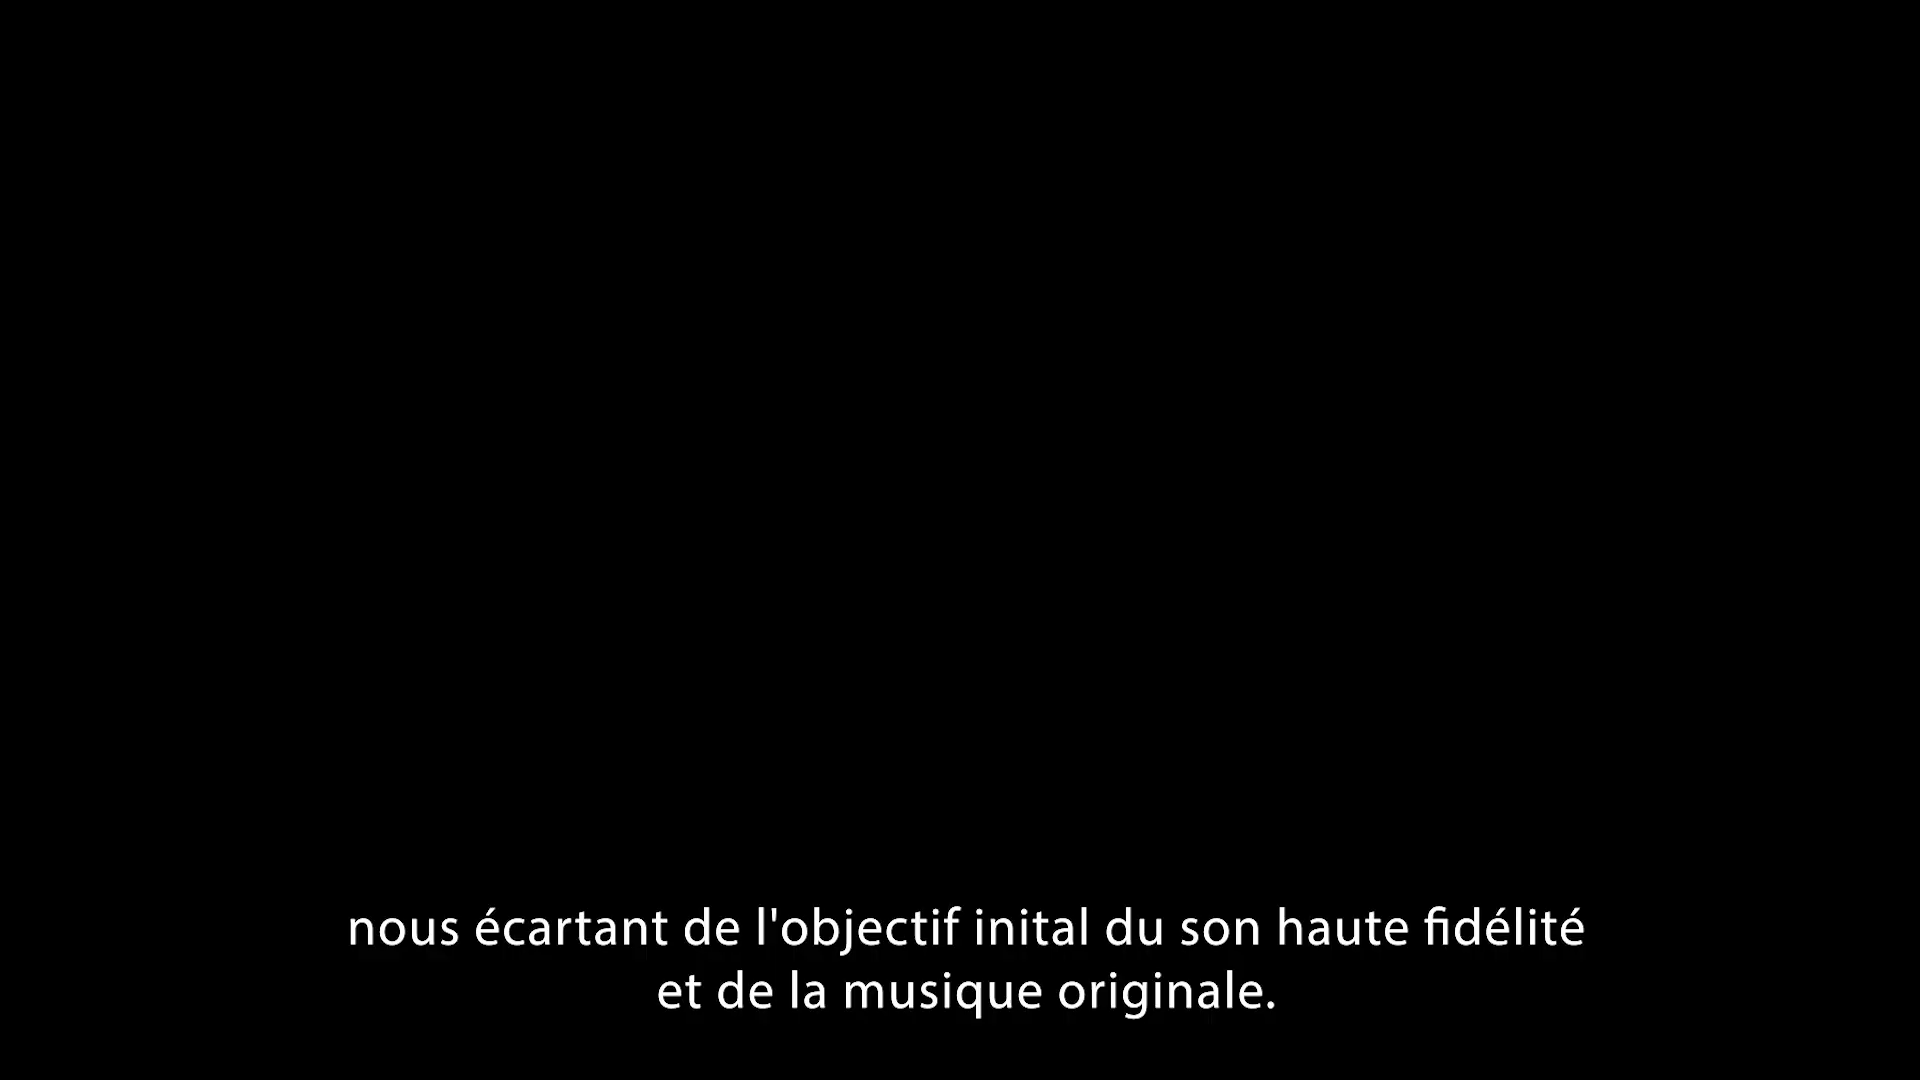 nous écartant de l'objectif inital du son haute fidélité
et de la musique originale.